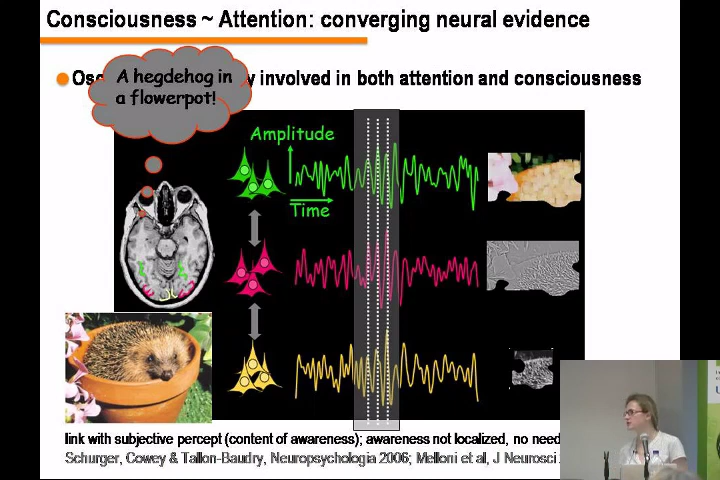 Consciousness ~ Attention: converging neural evidence
involved in both attention and consciousness
A hegdehog in
a flowerpot!
Amplitude
Time
link with subjective percept (content of awareness); awareness not localized, no need
Schurger, Cowey & Tallon-Baudry, Neuropsychologia 2006; Melloni et al, J Neurosci